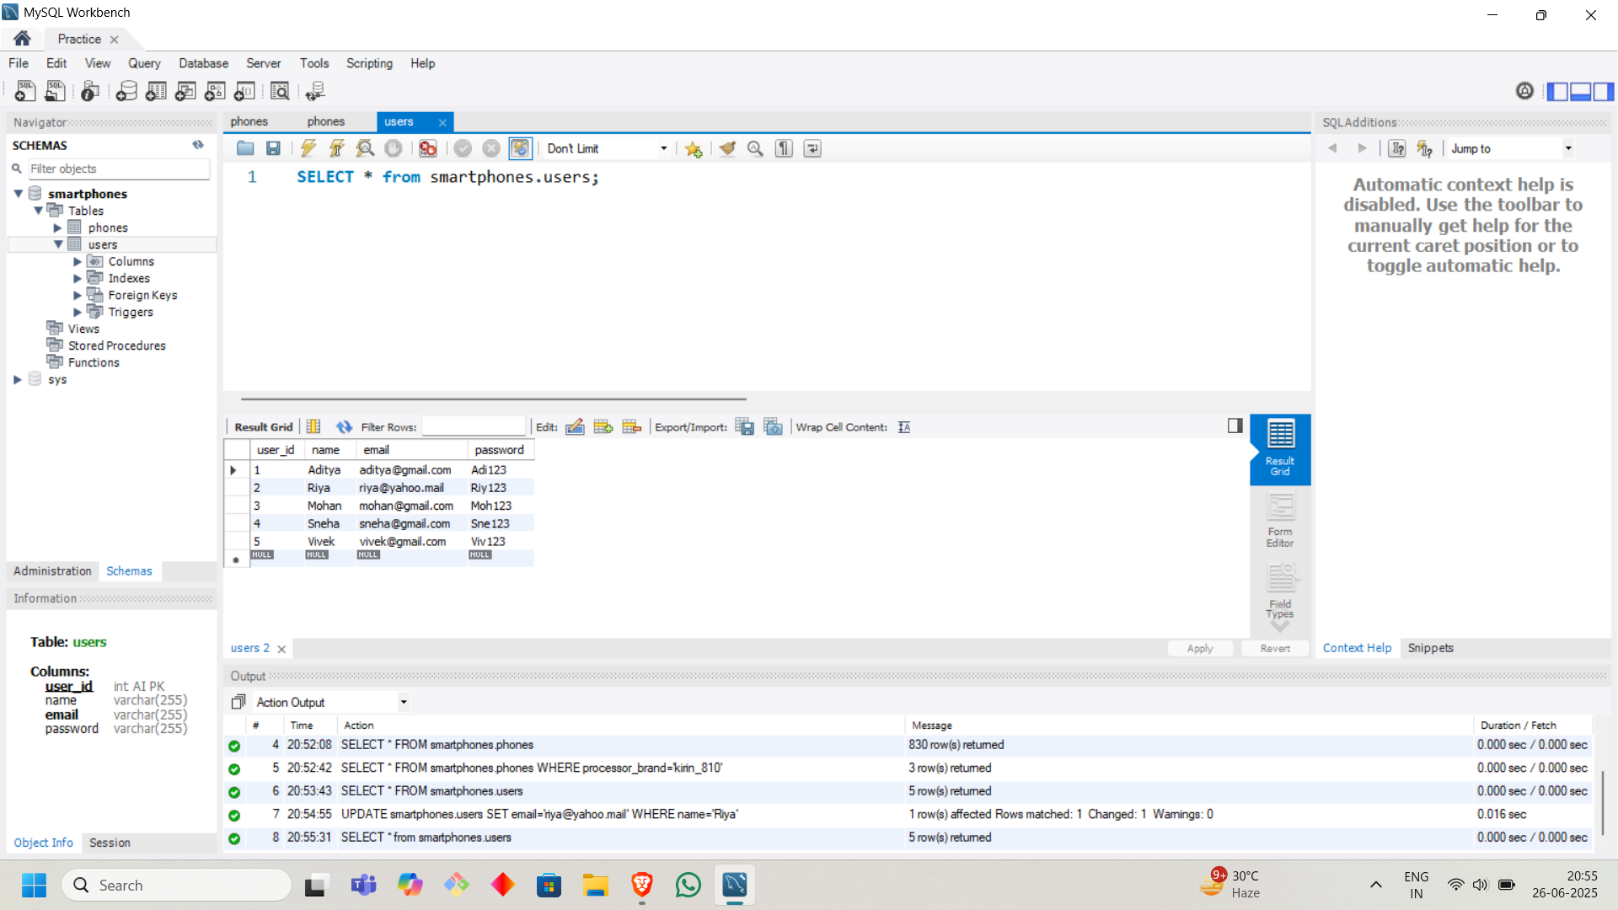 MySQL Workbench
Practice
File Edit View Query Database Server Tools Scripting Help
Navigator
SCHEMAS
Filter objects
smartphones
Tables
phones
users
Columns
Indexes
Foreign Keys
Triggers
Views
Stored Procedures
Functions
sys
Administration Schemas
Information
Table: users
Columns:
user_id int AI PK
name varchar(255)
email varchar(255)
password varchar(255)
Object Info Session
phones phones users
Don't Limit
1 SELECT * from smartphones.users;
Result Grid Filter Rows: Edit: Export/Import: Wrap Cell Content:
user_id name email password
1 Aditya aditya@gmail.com Adi123
2 Riya riya@yahoo.mail Riy123
3 Mohan mohan@gmail.com Moh123
4 Sneha sneha@gmail.com Sne123
5 Vivek vivek@gmail.com Viv123
NULL NULL NULL NULL
Result
Grid
Form
Editor
Field
Types
users 2 Apply Revert
SQLAdditions
Jump to
Automatic context help is
disabled. Use the toolbar to
manually get help for the
current caret position or to
toggle automatic help.
Context Help Snippets
Output
Action Output
# Time Action Message Duration / Fetch
4 20:52:08 SELECT * FROM smartphones.phones 830 row(s) returned 0.000 sec / 0.000 sec
5 20:52:42 SELECT * FROM smartphones.phones WHERE processor_brand='kirin_810' 3 row(s) returned 0.000 sec / 0.000 sec
6 20:53:43 SELECT * FROM smartphones.users 5 row(s) returned 0.000 sec / 0.000 sec
7 20:54:55 UPDATE smartphones.users SET email='riya@yahoo.mail' WHERE name='Riya' 1 row(s) affected Rows matched: 1 Changed: 1 Warnings: 0 0.016 sec
8 20:55:31 SELECT * from smartphones.users 5 row(s) returned 0.000 sec / 0.000 sec
Search
9+
30°C
Haze
ENG
IN
20:55
26-06-2025